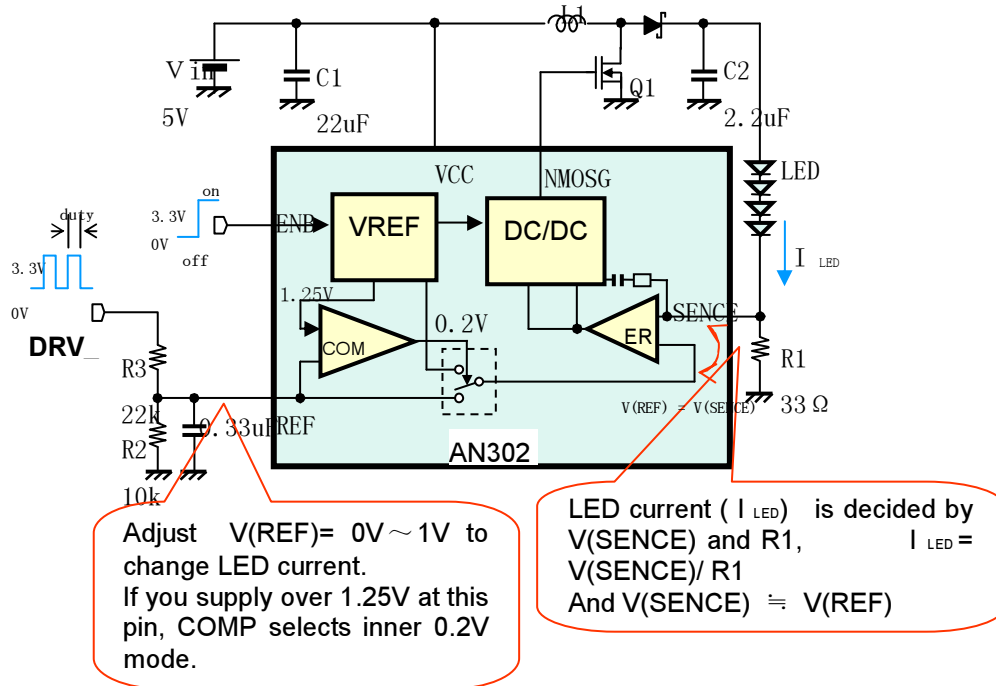 L1
Vin
5V
C1
22uF
Q1
C2
2.2uF
VCC
NMOSG
LED
on
3.3V
0V
off
ENB
VREF
DC/DC
I LED
duty
3.3V
0V
DRV_
1.25V
0.2V
COM
ER
SENCE
R3
22k
R1
33Ω
V(REF) = V(SENCE)
0.33uF
REF
R2
10k
AN302
Adjust V(REF)= 0V～1V to
change LED current.
If you supply over 1.25V at this
pin, COMP selects inner 0.2V
mode.
LED current ( I LED) is decided by
V(SENCE) and R1, I LED =
V(SENCE)/ R1
And V(SENCE) ≒ V(REF)